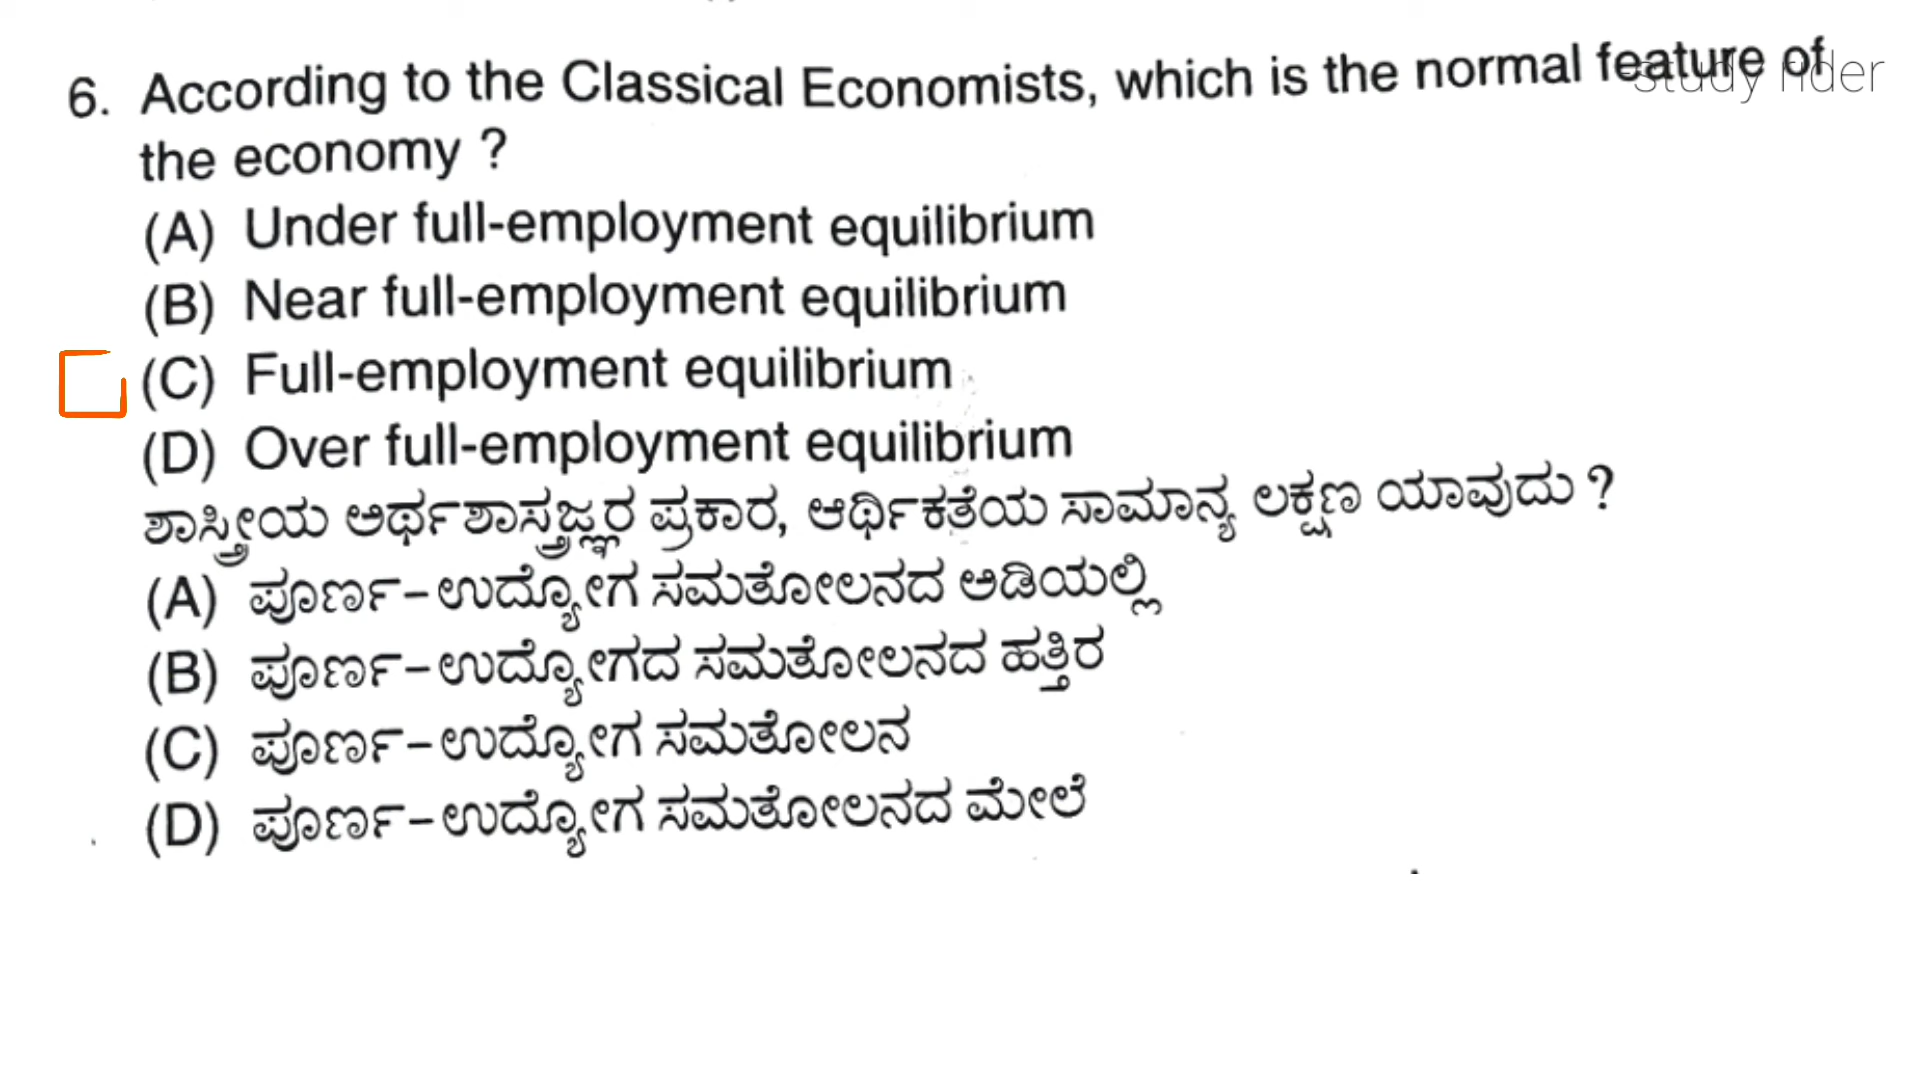 6. According to the Classical Economists, which is the normal feature of
study rider
the economy ?
(A) Under full-employment equilibrium
(B) Near full-employment equilibrium
(C) Full-employment equilibrium
(D) Over full-employment equilibrium
ಶಾಸ್ತ್ರೀಯ ಅರ್ಥಶಾಸ್ತ್ರಜ್ಞರ ಪ್ರಕಾರ, ಆರ್ಥಿಕತೆಯ ಸಾಮಾನ್ಯ ಲಕ್ಷಣ ಯಾವುದು ?
(A) ಪೂರ್ಣ-ಉದ್ಯೋಗ ಸಮತೋಲನದ ಅಡಿಯಲ್ಲಿ
(B) ಪೂರ್ಣ-ಉದ್ಯೋಗದ ಸಮತೋಲನದ ಹತ್ತಿರ
(C) ಪೂರ್ಣ-ಉದ್ಯೋಗ ಸಮತೋಲನ
(D) ಪೂರ್ಣ-ಉದ್ಯೋಗ ಸಮತೋಲನದ ಮೇಲೆ